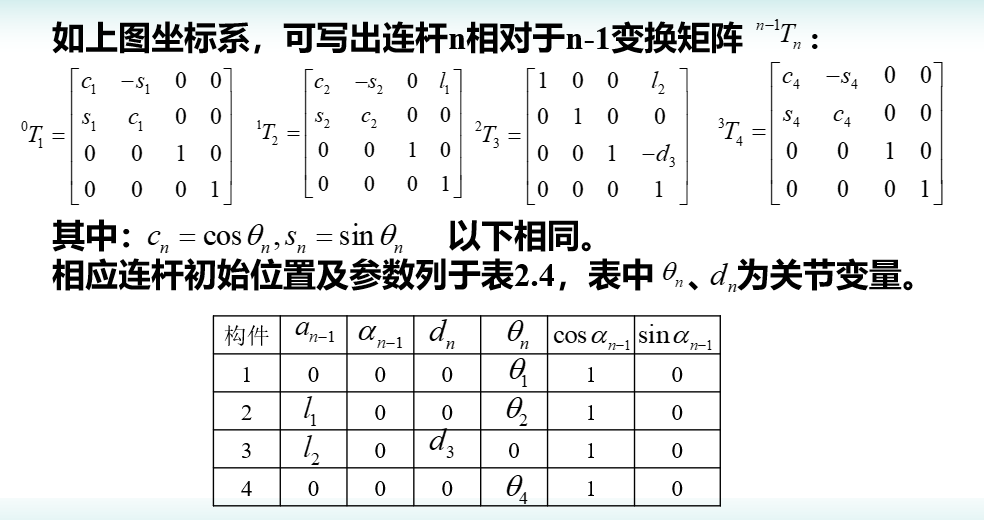 如上图坐标系，可写出连杆n相对于n-1变换矩阵 ⁿ⁻¹Tₙ：
⁰T₁ = [c₁ -s₁ 0 0; s₁ c₁ 0 0; 0 0 1 0; 0 0 0 1] ¹T₂ = [c₂ -s₂ 0 l₁; s₂ c₂ 0 0; 0 0 1 0; 0 0 0 1] ²T₃ = [1 0 0 l₂; 0 1 0 0; 0 0 1 -d₃; 0 0 0 1] ³T₄ = [c₄ -s₄ 0 0; s₄ c₄ 0 0; 0 0 1 0; 0 0 0 1]
其中：cₙ = cos θₙ, sₙ = sin θₙ 以下相同。
相应连杆初始位置及参数列于表2.4，表中 θₙ、dₙ为关节变量。
构件 aₙ₋₁ αₙ₋₁ dₙ θₙ cos αₙ₋₁ sin αₙ₋₁
1 0 0 0 θ₁ 1 0
2 l₁ 0 0 θ₂ 1 0
3 l₂ 0 d₃ 0 1 0
4 0 0 0 θ₄ 1 0